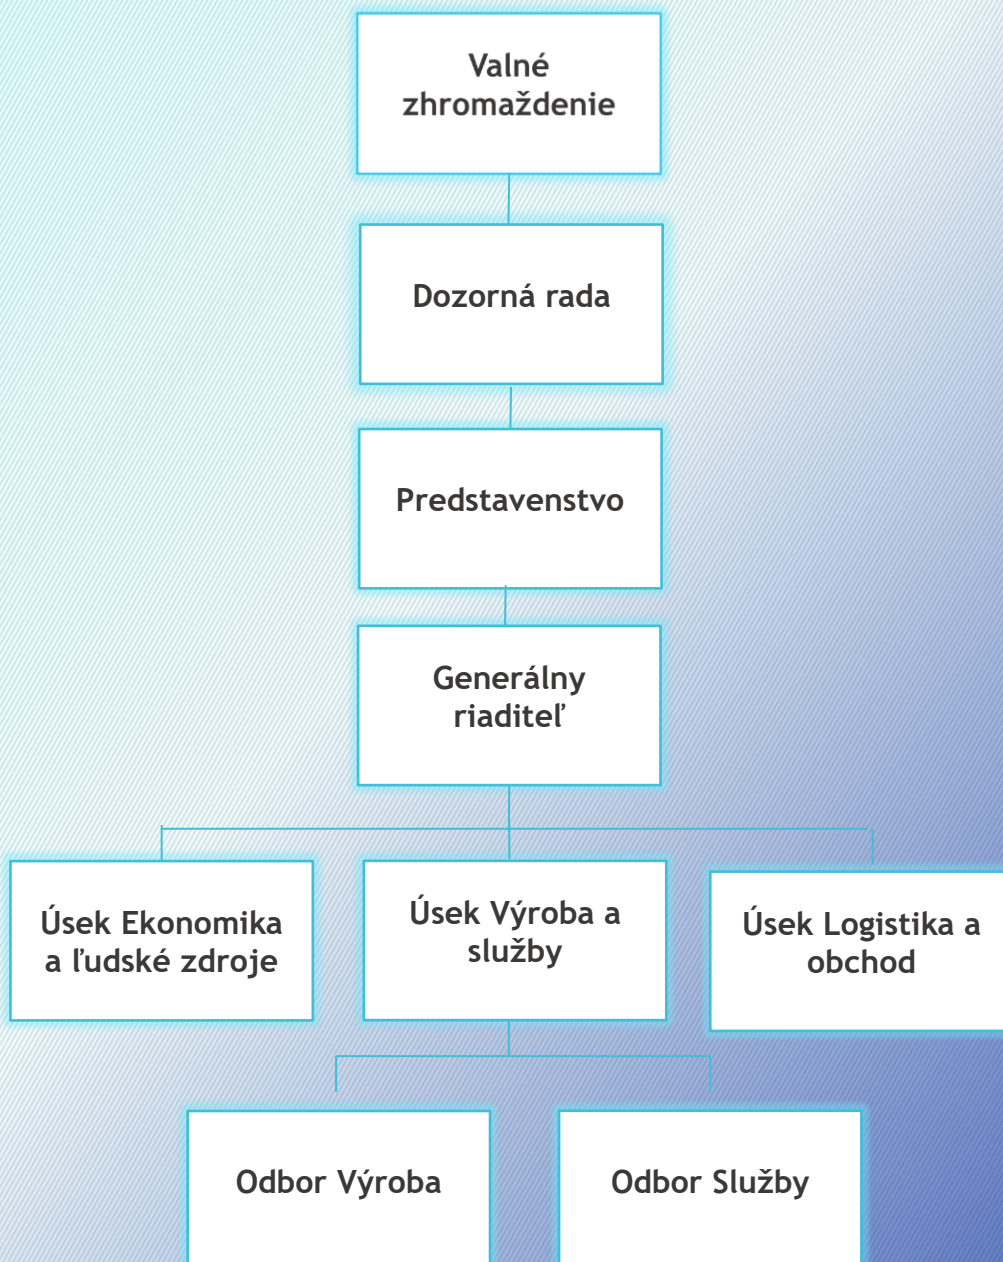 Valné
zhromaždenie
Dozorná rada
Predstavenstvo
Generálny
riaditeľ
Úsek Ekonomika
a ľudské zdroje
Úsek Výroba a
služby
Úsek Logistika a
obchod
Odbor Výroba
Odbor Služby